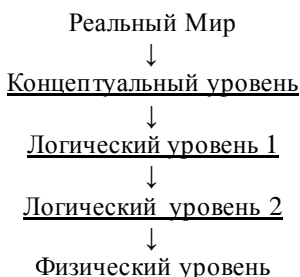 Реальный Мир
↓
Концептуальный уровень
↓
Логический уровень 1
↓
Логический уровень 2
↓
Физический уровень